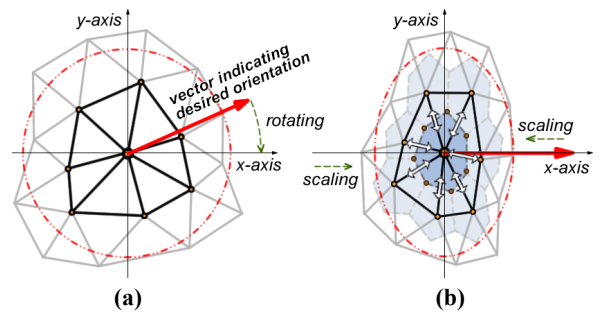 y-axis
vector indicating
desired orientation
rotating
x-axis
(a)
y-axis
scaling
scaling
x-axis
(b)